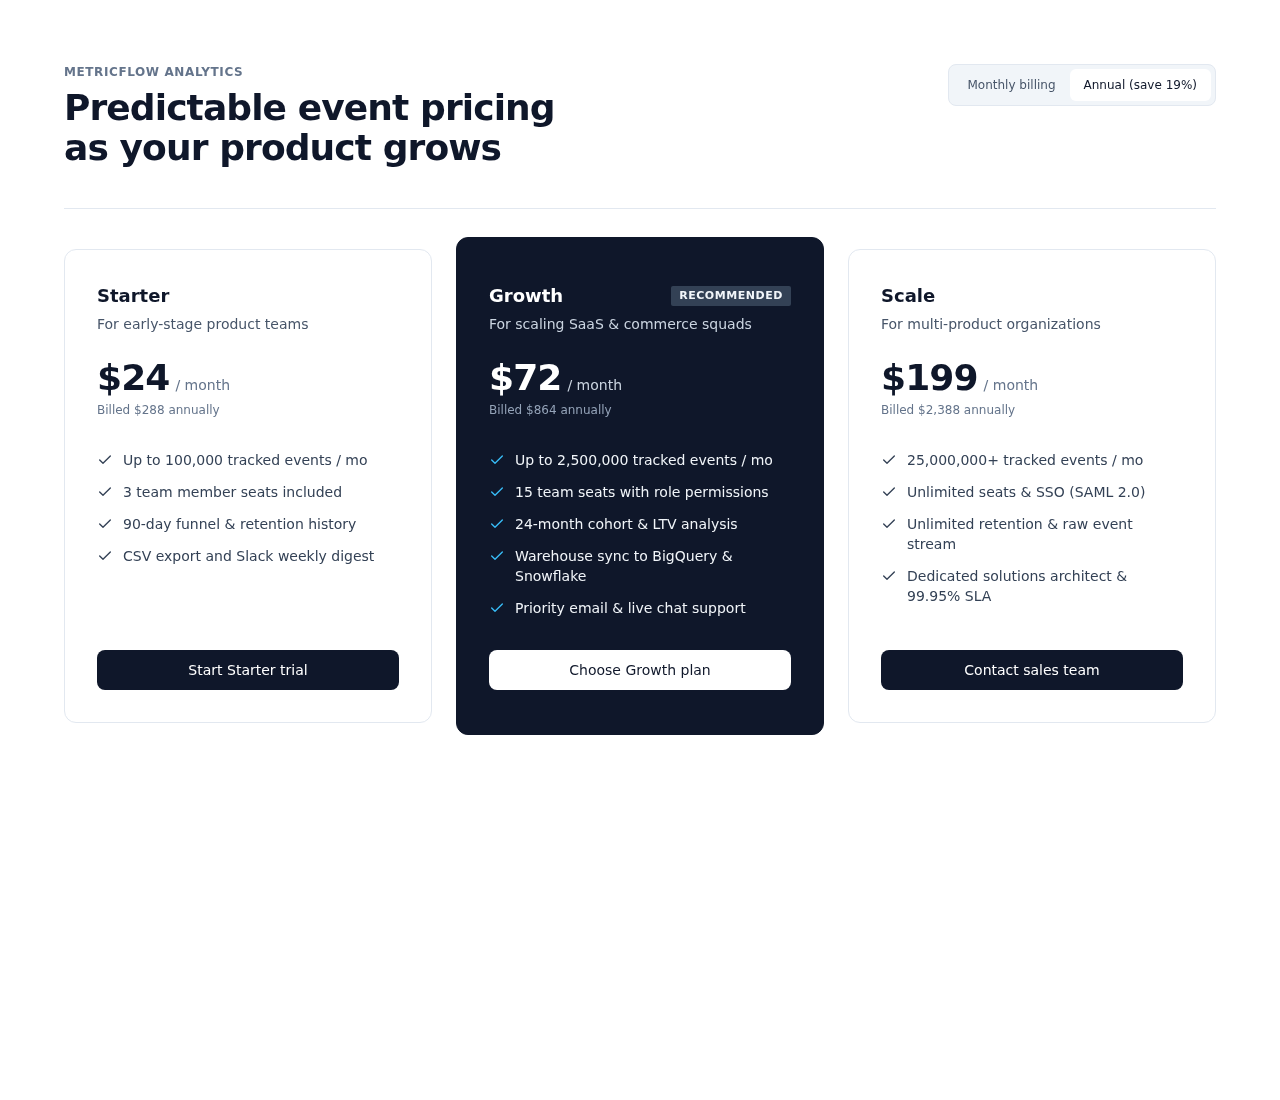 METRICFLOW ANALYTICS
Predictable event pricing
as your product grows
Monthly billing
Annual (save 19%)
Starter
For early-stage product teams
$24 / month
Billed $288 annually
Up to 100,000 tracked events / mo
3 team member seats included
90-day funnel & retention history
CSV export and Slack weekly digest
Start Starter trial
Growth
RECOMMENDED
For scaling SaaS & commerce squads
$72 / month
Billed $864 annually
Up to 2,500,000 tracked events / mo
15 team seats with role permissions
24-month cohort & LTV analysis
Warehouse sync to BigQuery &
Snowflake
Priority email & live chat support
Choose Growth plan
Scale
For multi-product organizations
$199 / month
Billed $2,388 annually
25,000,000+ tracked events / mo
Unlimited seats & SSO (SAML 2.0)
Unlimited retention & raw event
stream
Dedicated solutions architect &
99.95% SLA
Contact sales team